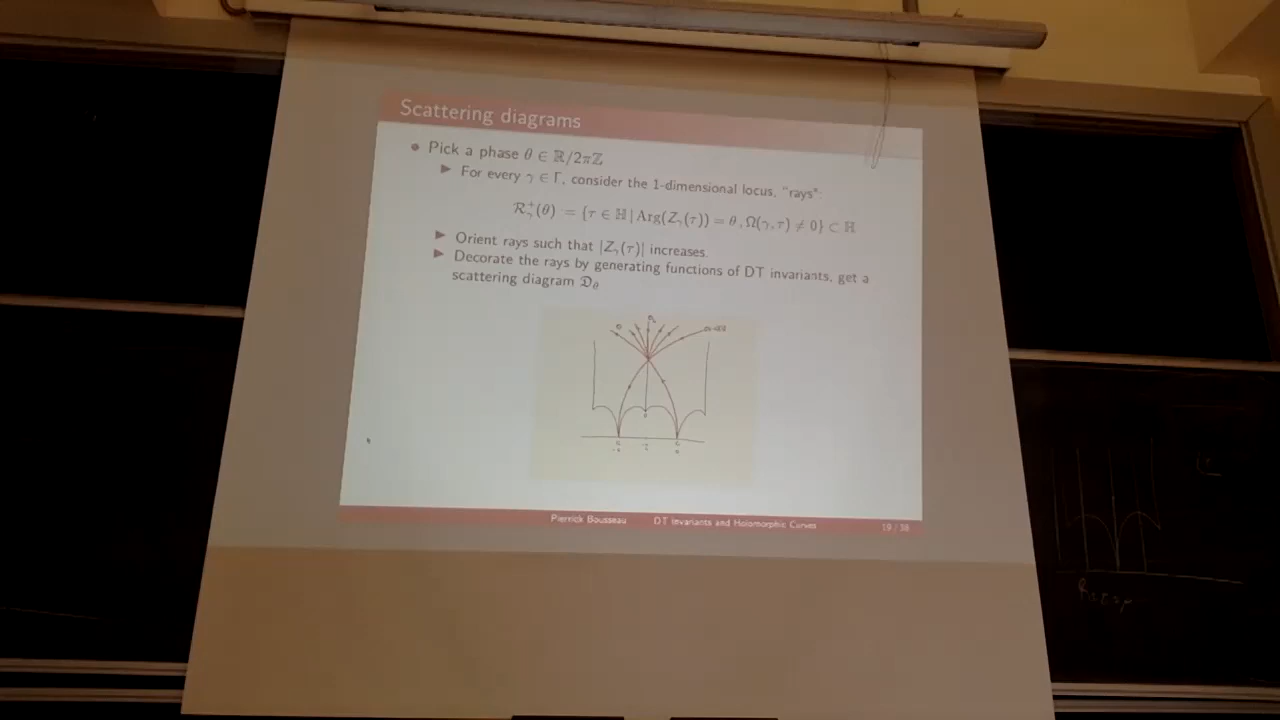 Scattering diagrams
Pick a phase θ ∈ ℝ/2πℤ
For every γ ∈ Γ, consider the 1-dimensional locus, "rays":
ℛ⁺_γ(θ) = {τ ∈ ℍ | Arg(Z_γ(τ)) = θ, Ω(γ, τ) ≠ 0} ⊂ ℍ
Orient rays such that |Z_γ(τ)| increases.
Decorate the rays by generating functions of DT invariants, get a
scattering diagram 𝔇_θ
Pierrick Bousseau DT Invariants and Holomorphic Curves 19 / 38